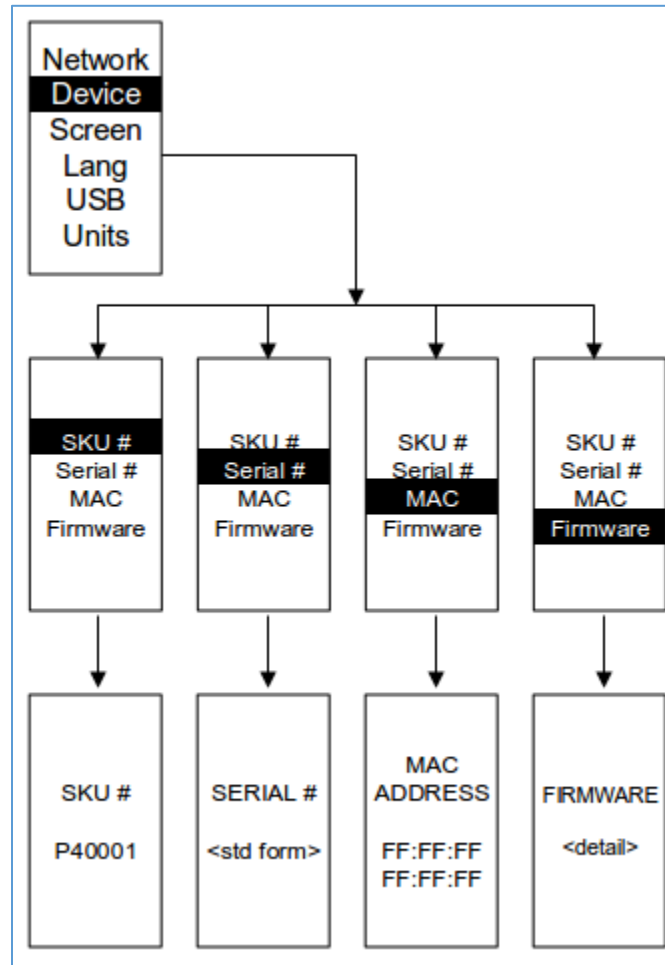 Network
Device
Screen
Lang
USB
Units
SKU #
Serial #
MAC
Firmware
SKU #
Serial #
MAC
Firmware
SKU #
Serial #
MAC
Firmware
SKU #
Serial #
MAC
Firmware
SKU #
P40001
SERIAL #
<std form>
MAC
ADDRESS
FF:FF:FF
FF:FF:FF
FIRMWARE
<detail>